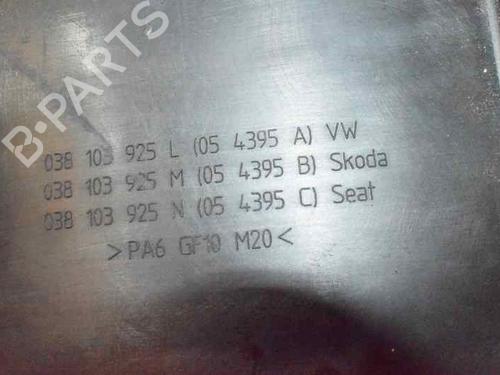 B-PARTS
038 103 925 L (05 4395 A) VW
038 103 925 M (05 4395 B) Skoda
038 103 925 N (05 4395 C) Seat
>PA6 GF10 M20<